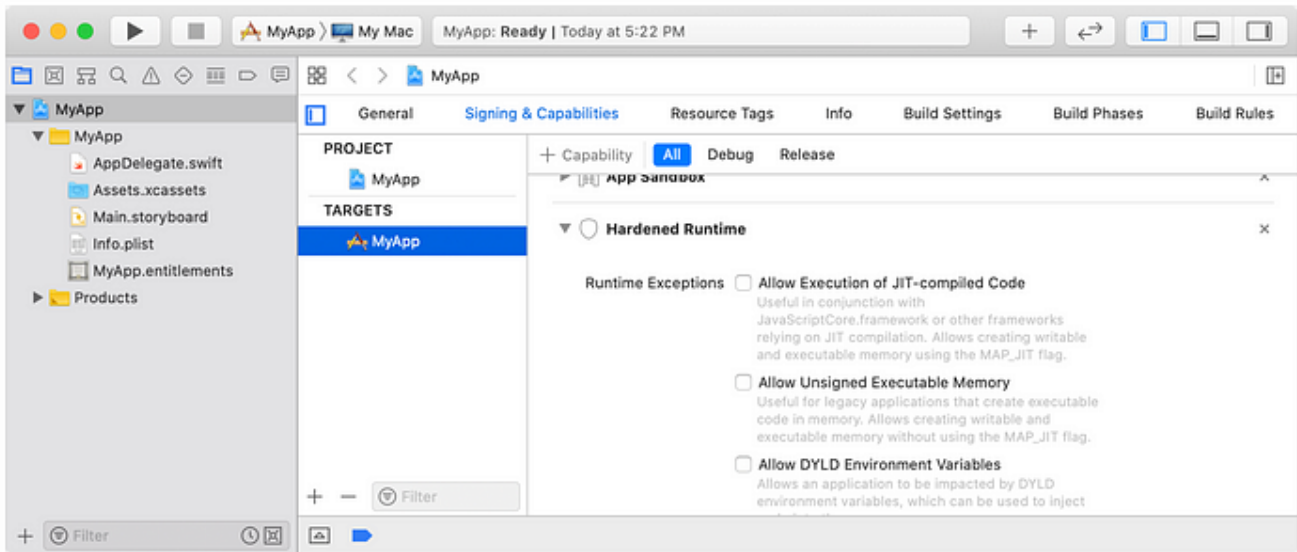 MyApp 〉 My Mac
MyApp: Ready | Today at 5:22 PM
MyApp
MyApp
MyApp
AppDelegate.swift
Assets.xcassets
Main.storyboard
Info.plist
MyApp.entitlements
Products
Filter
General Signing & Capabilities Resource Tags Info Build Settings Build Phases Build Rules
PROJECT
MyApp
TARGETS
MyApp
Filter
+ Capability All Debug Release
App Sandbox
Hardened Runtime
Runtime Exceptions Allow Execution of JIT-compiled Code
Useful in conjunction with
JavaScriptCore.framework or other frameworks
relying on JIT compilation. Allows creating writable
and executable memory using the MAP_JIT flag.
Allow Unsigned Executable Memory
Useful for legacy applications that create executable
code in memory. Allows creating writable and
executable memory without using the MAP_JIT flag.
Allow DYLD Environment Variables
Allows an application to be impacted by DYLD
environment variables, which can be used to inject